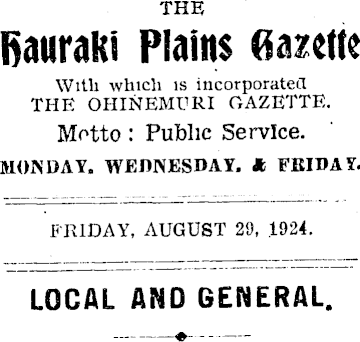 THE
Hauraki Plains Gazette
With which is incorporated
THE OHINEMURI GAZETTE.
Motto : Public Service.
MONDAY. WEDNESDAY. & FRIDAY.
FRIDAY, AUGUST 29, 1924.
LOCAL AND GENERAL.